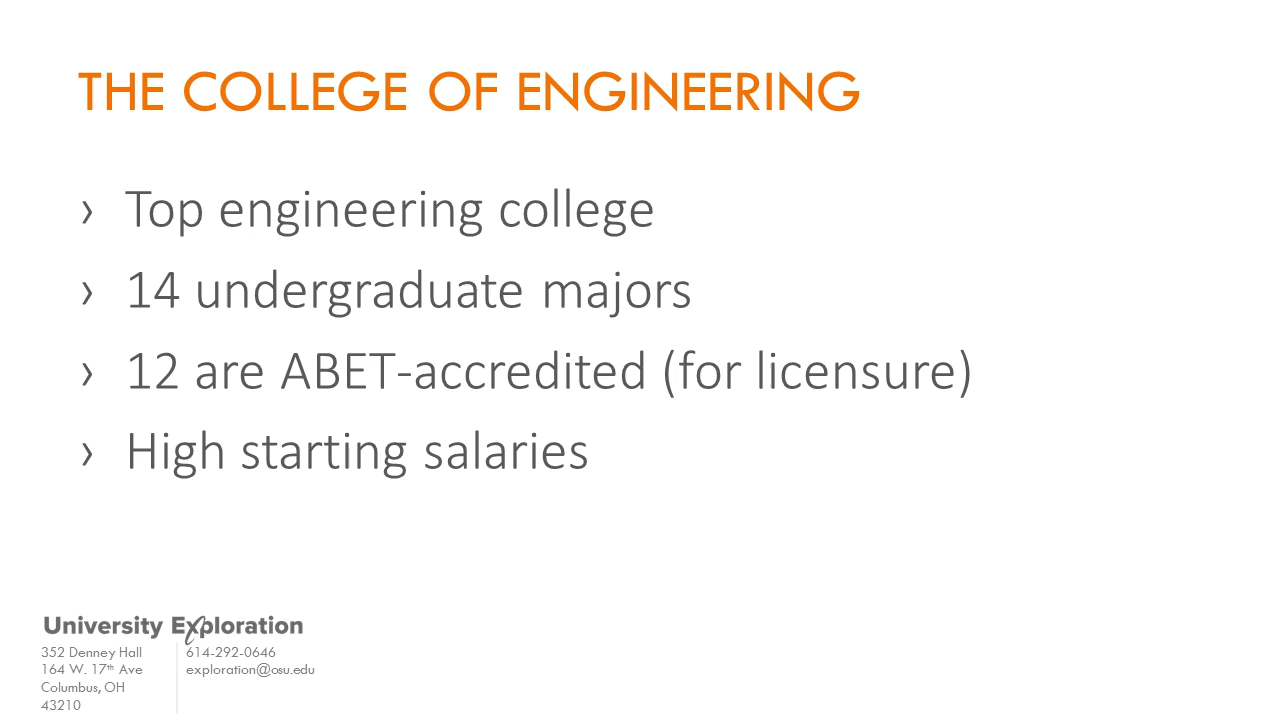 THE COLLEGE OF ENGINEERING
› Top engineering college
› 14 undergraduate majors
› 12 are ABET-accredited (for licensure)
› High starting salaries
University Exploration
352 Denney Hall
164 W. 17th Ave
Columbus, OH
43210
614-292-0646
exploration@osu.edu